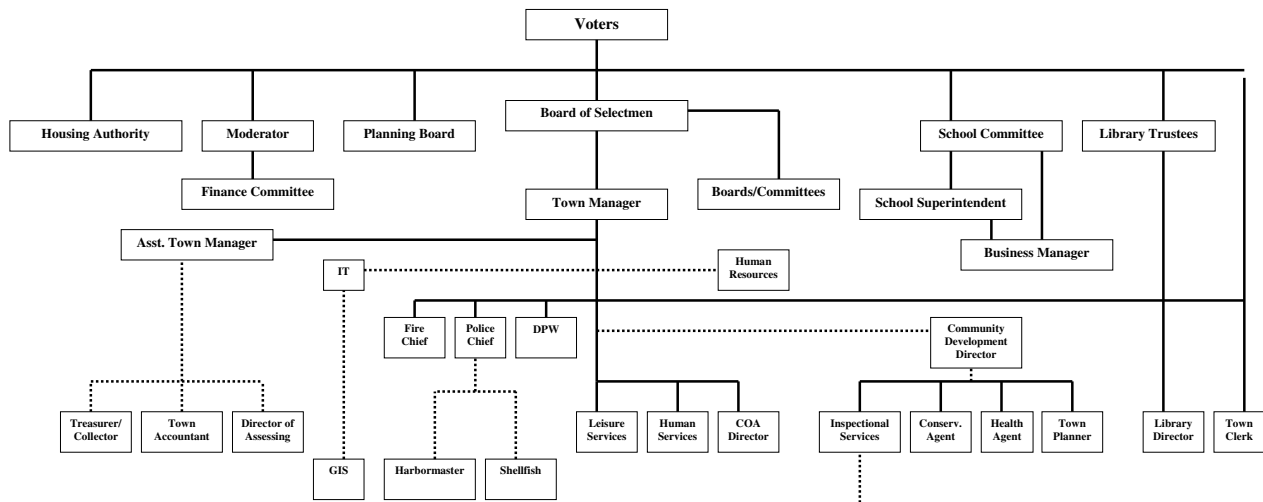 Voters
Housing Authority
Moderator
Planning Board
Board of Selectmen
School Committee
Library Trustees
Finance Committee
Town Manager
Boards/Committees
School Superintendent
Asst. Town Manager
Business Manager
IT
Human
Resources
Fire
Chief
Police
Chief
DPW
Community
Development
Director
Treasurer/
Collector
Town
Accountant
Director of
Assessing
Leisure
Services
Human
Services
COA
Director
Inspectional
Services
Conserv.
Agent
Health
Agent
Town
Planner
Library
Director
Town
Clerk
GIS
Harbormaster
Shellfish